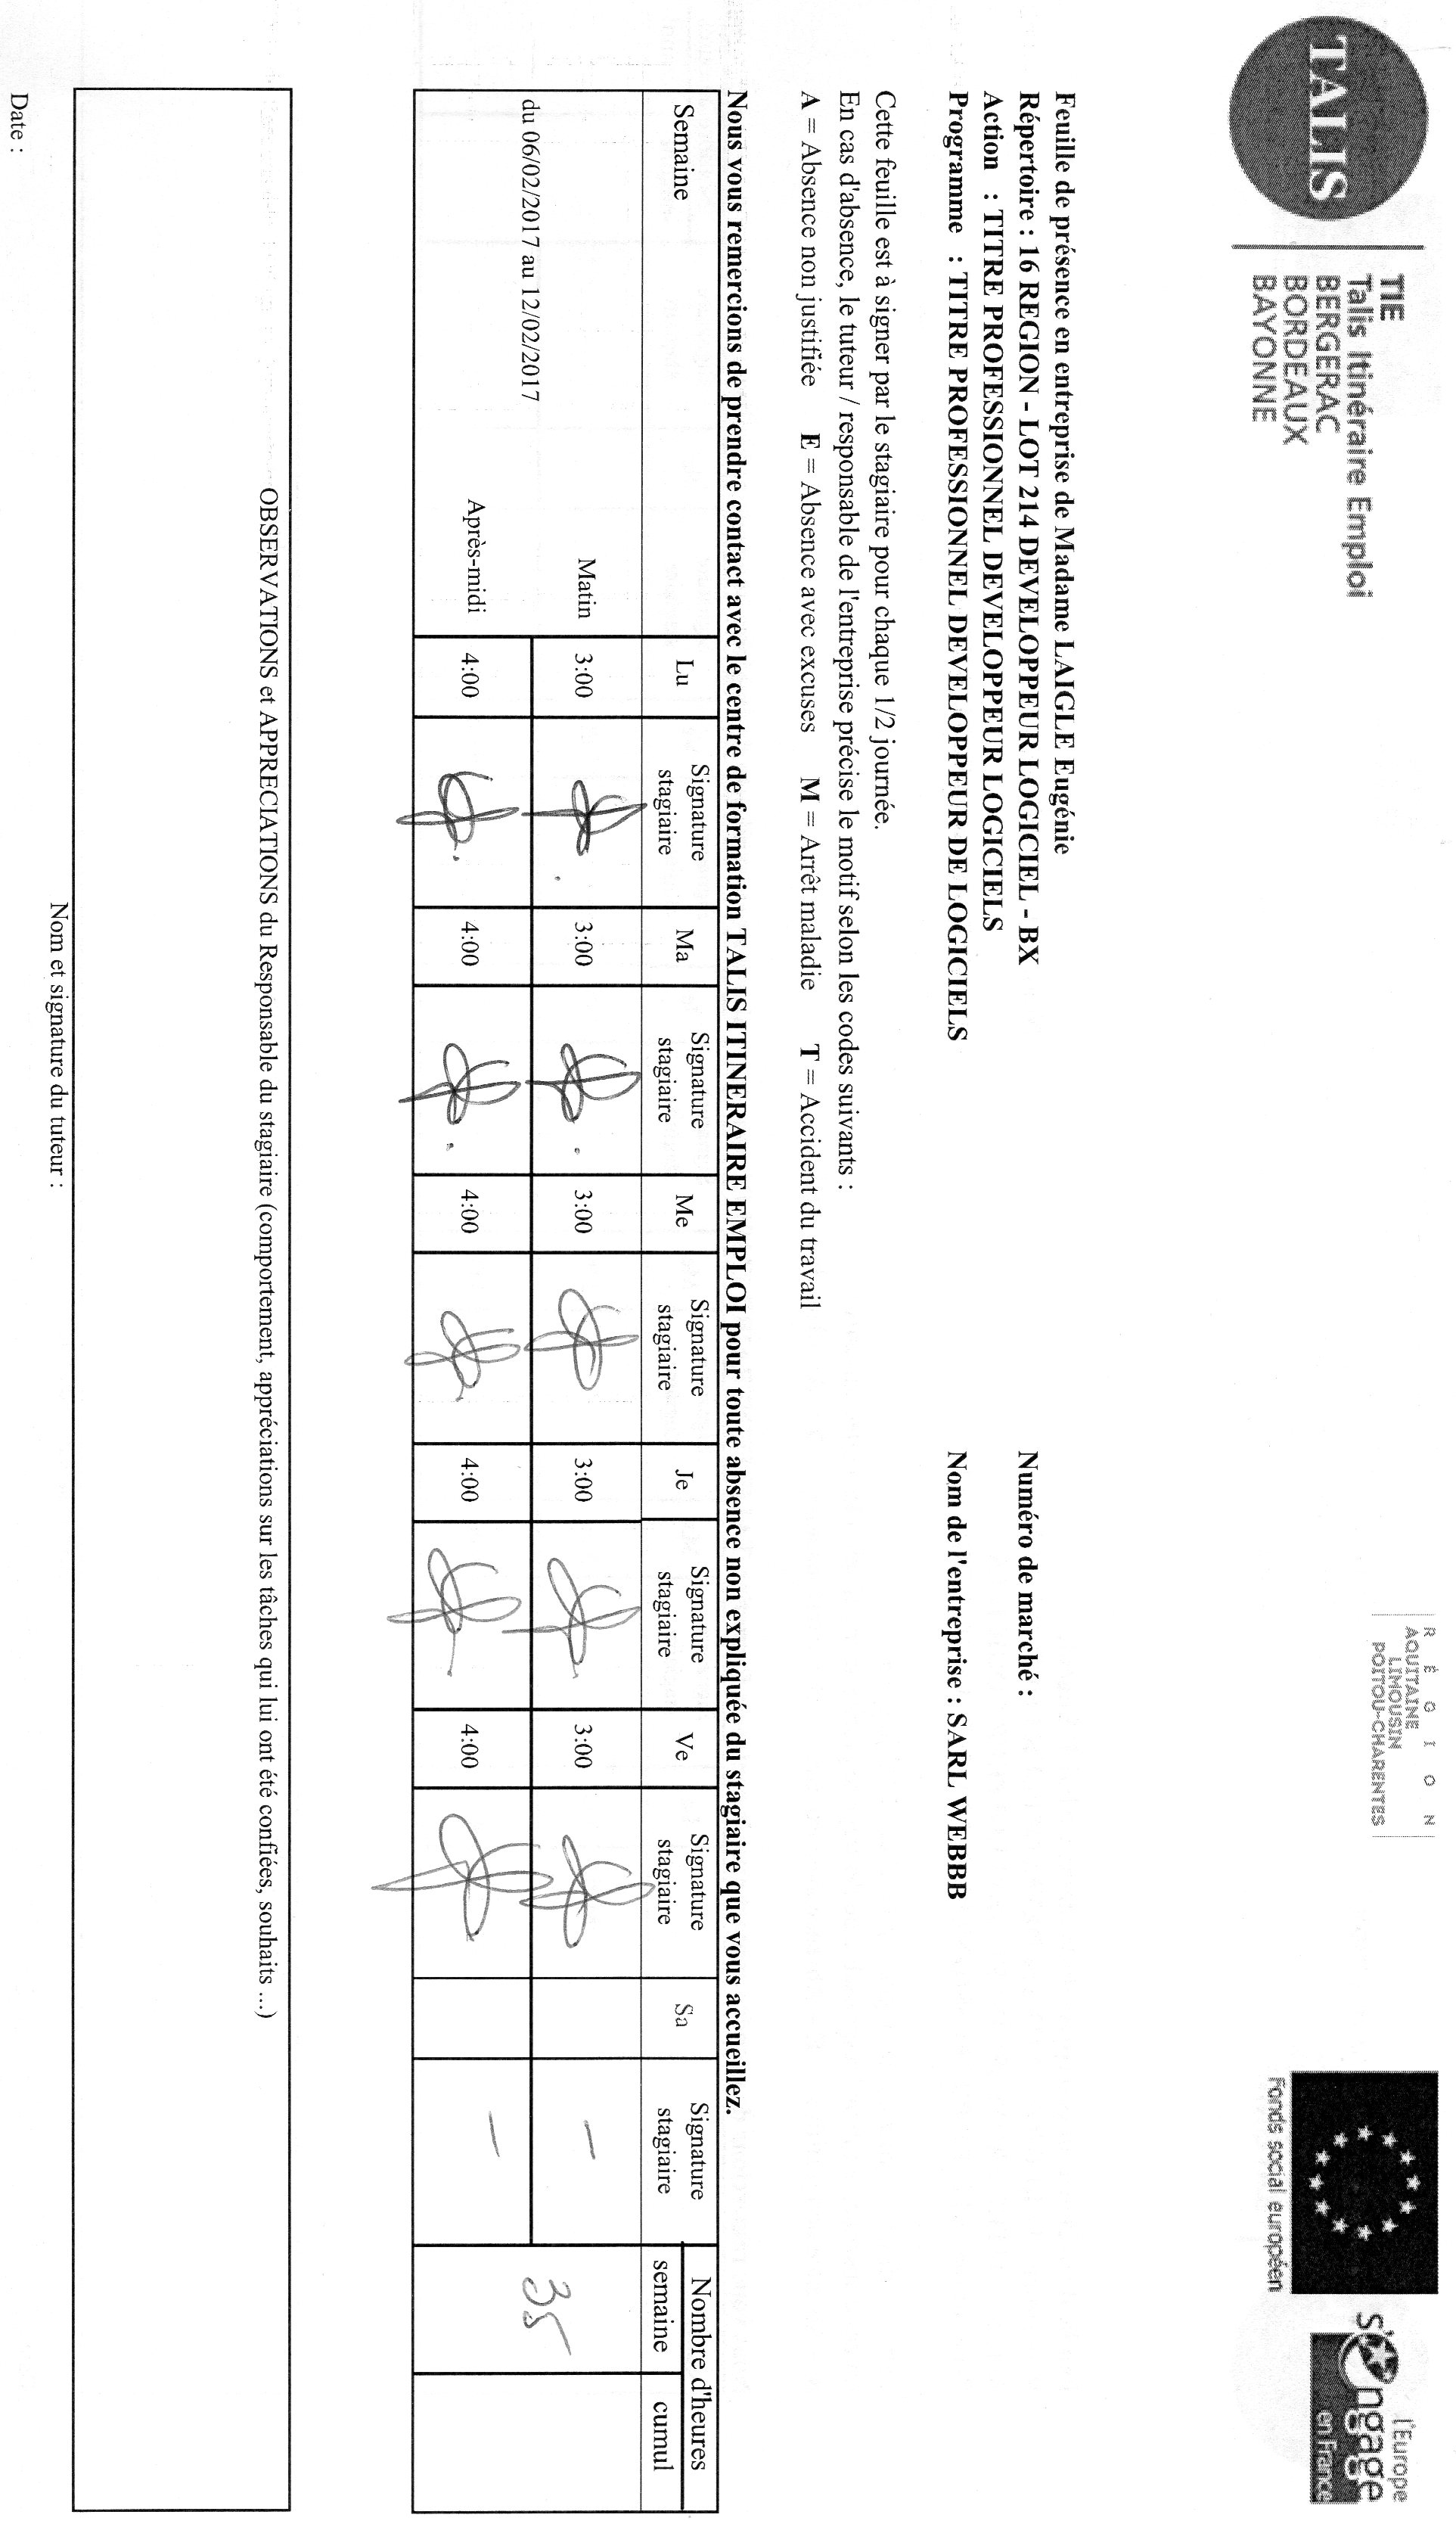 TALIS
TIE
Talis Itinéraire Emploi
BERGERAC
BORDEAUX
BAYONNE
RÉGION
AQUITAINE
LIMOUSIN
POITOU-CHARENTES
Fonds social européen
l'Europe
s'engage
en France
Feuille de présence en entreprise de Madame LAIGLE Eugénie
Répertoire : 16 REGION - LOT 214 DEVELOPPEUR LOGICIEL - BX
Numéro de marché :
Action : TITRE PROFESSIONNEL DEVELOPPEUR LOGICIELS
Programme : TITRE PROFESSIONNEL DEVELOPPEUR DE LOGICIELS
Nom de l'entreprise : SARL WEBBB
Cette feuille est à signer par le stagiaire pour chaque 1/2 journée.
En cas d'absence, le tuteur / responsable de l'entreprise précise le motif selon les codes suivants :
A = Absence non justifiée E = Absence avec excuses M = Arrêt maladie T = Accident du travail
Nous vous remercions de prendre contact avec le centre de formation TALIS ITINERAIRE EMPLOI pour toute absence non expliquée du stagiaire que vous accueillez.
Semaine Lu Signature stagiaire Ma Signature stagiaire Me Signature stagiaire Je Signature stagiaire Ve Signature stagiaire Sa Signature stagiaire Nombre d'heures
semaine cumul
Matin 3:00 3:00 3:00 3:00 3:00 –
du 06/02/2017 au 12/02/2017 35
Après-midi 4:00 4:00 4:00 4:00 4:00 –
OBSERVATIONS et APPRECIATIONS du Responsable du stagiaire (comportement, appréciations sur les tâches qui lui ont été confiées, souhaits ...)
Nom et signature du tuteur :
Date :